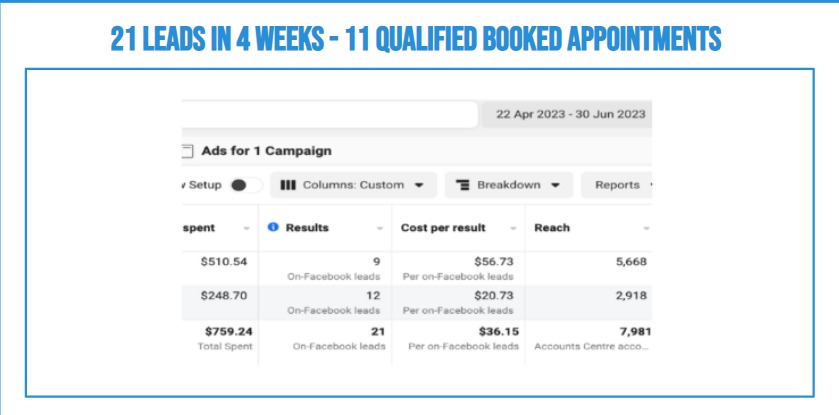 21 LEADS IN 4 WEEKS - 11 QUALIFIED BOOKED APPOINTMENTS
22 Apr 2023 - 30 Jun 2023
Ads for 1 Campaign
Setup Columns: Custom Breakdown Reports
spent Results Cost per result Reach
$510.54 9 $56.73 5,668
On-Facebook leads Per on-Facebook leads
$248.70 12 $20.73 2,918
On-Facebook leads Per on-Facebook leads
$759.24 21 $36.15 7,981
Total Spent On-Facebook leads Per on-Facebook leads Accounts Centre acco...